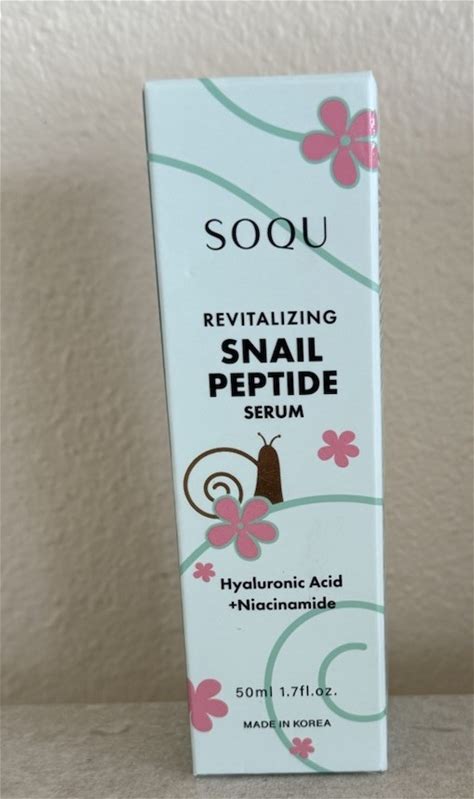 SOQU
REVITALIZING
SNAIL
PEPTIDE
SERUM
Hyaluronic Acid
+Niacinamide
50ml 1.7fl.oz.
MADE IN KOREA